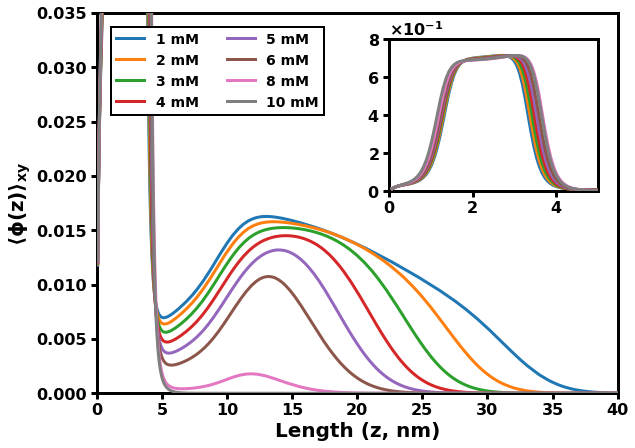 0.035
0.030
0.025
0.020
0.015
0.010
0.005
0.000
⟨ϕ(z)⟩xy
1 mM
2 mM
3 mM
4 mM
5 mM
6 mM
8 mM
10 mM
×10⁻¹
8
6
4
2
0
0 2 4
0 5 10 15 20 25 30 35 40
Length (z, nm)